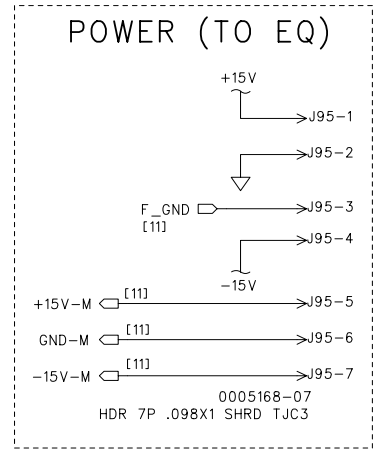 POWER (TO EQ)
+15V
J95-1
J95-2
F_GND
J95-3
[11]
J95-4
-15V
+15V-M
[11]
J95-5
GND-M
[11]
J95-6
-15V-M
[11]
J95-7
0005168-07
HDR 7P .098X1 SHRD TJC3